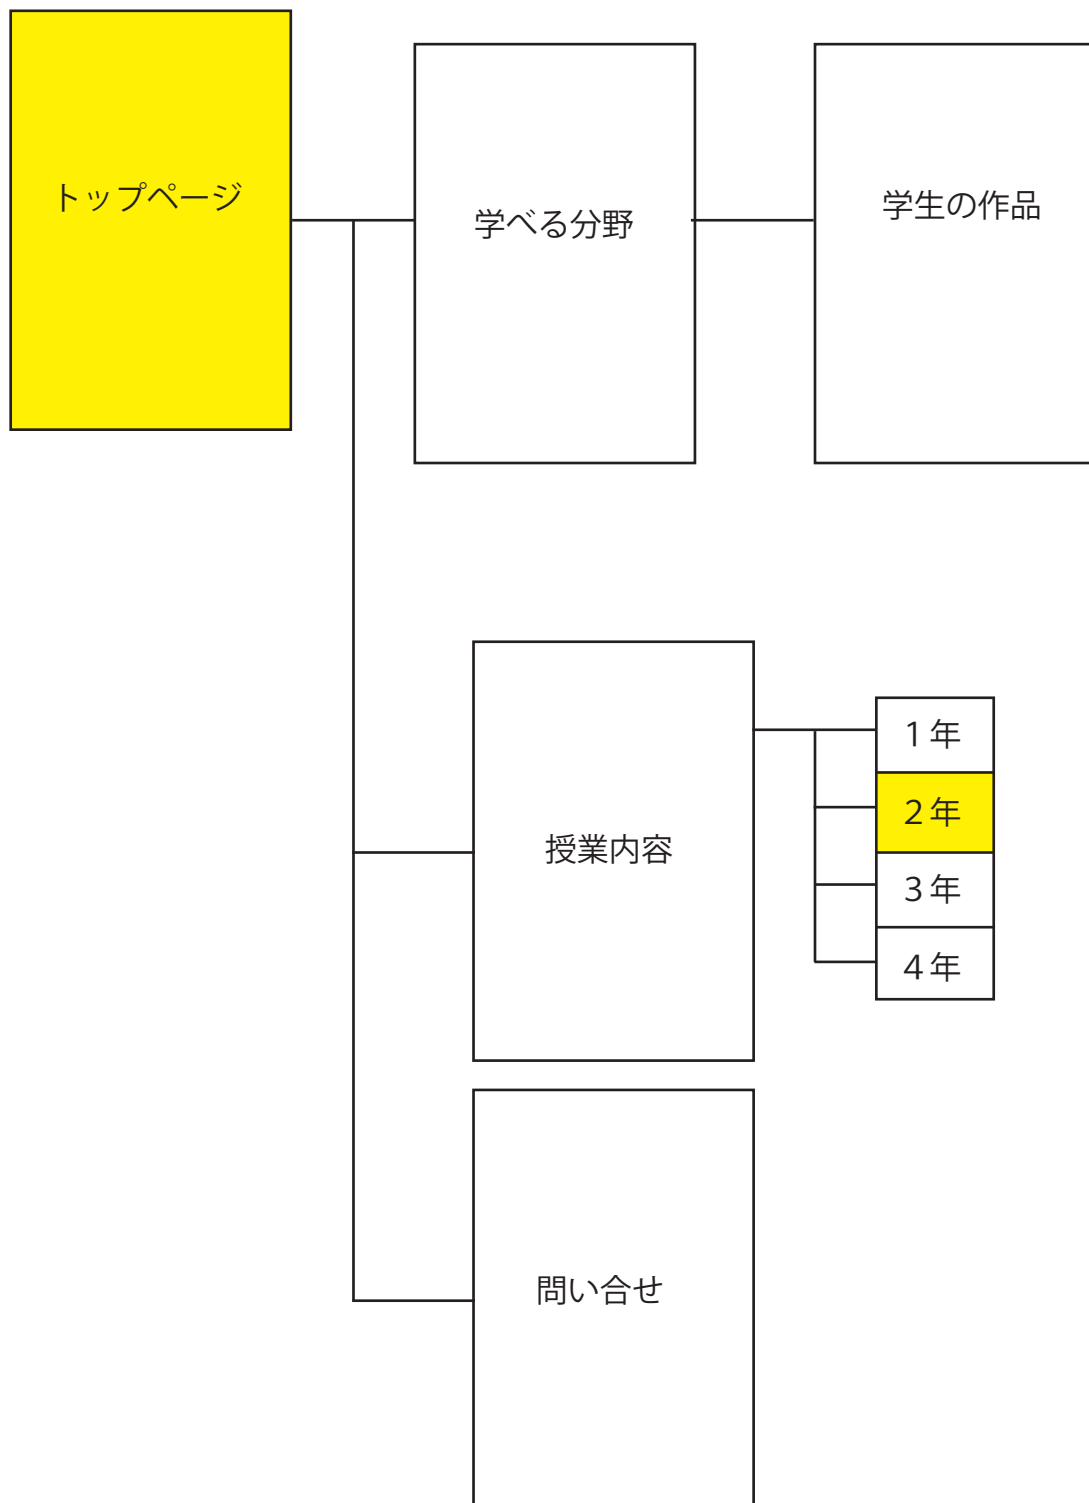 トップページ
学べる分野
学生の作品
授業内容
1年
2年
3年
4年
問い合せ